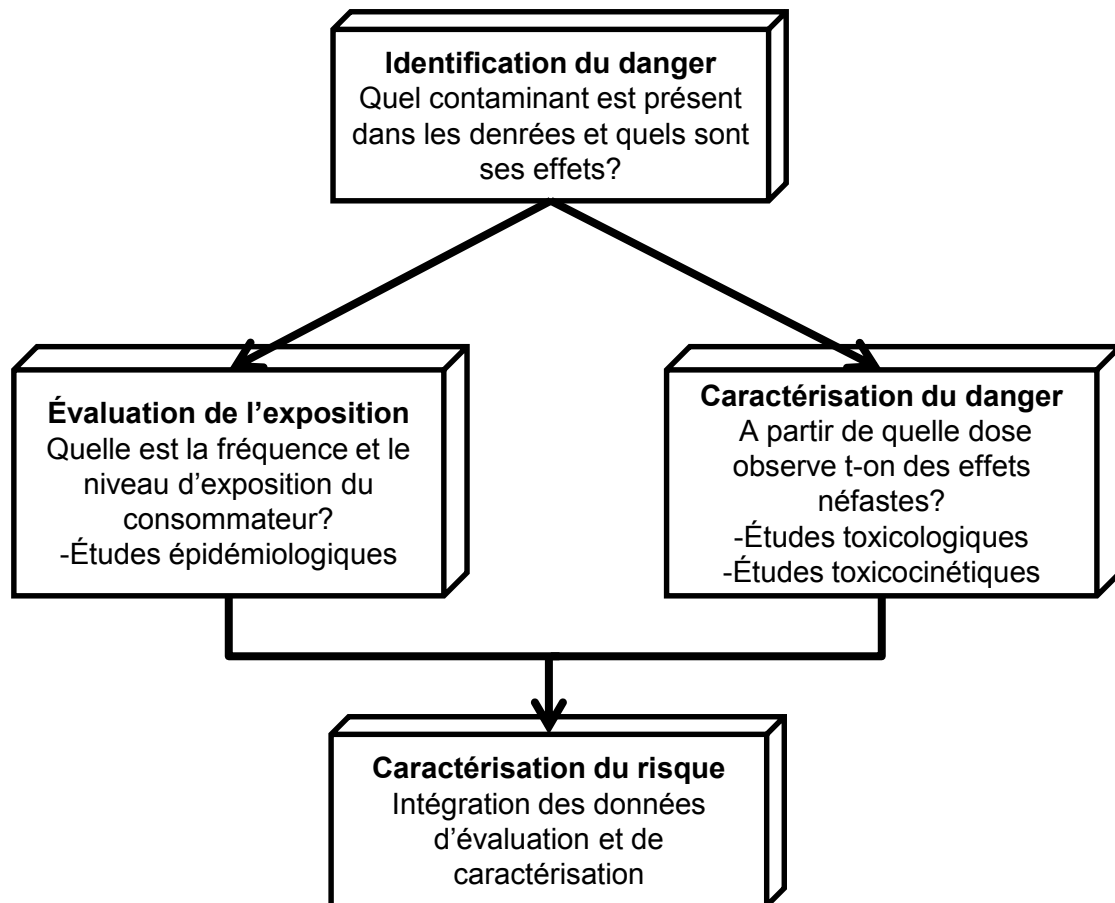 Identification du danger
Quel contaminant est présent
dans les denrées et quels sont
ses effets?
Évaluation de l’exposition
Quelle est la fréquence et le
niveau d’exposition du
consommateur?
-Études épidémiologiques
Caractérisation du danger
A partir de quelle dose
observe t-on des effets
néfastes?
-Études toxicologiques
-Études toxicocinétiques
Caractérisation du risque
Intégration des données
d’évaluation et de
caractérisation